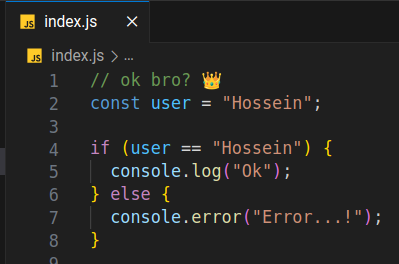 JS index.js ×
JS index.js > ...
1 // ok bro? 👑
2 const user = "Hossein";
3
4 if (user == "Hossein") {
5   console.log("Ok");
6 } else {
7   console.error("Error...!");
8 }
9